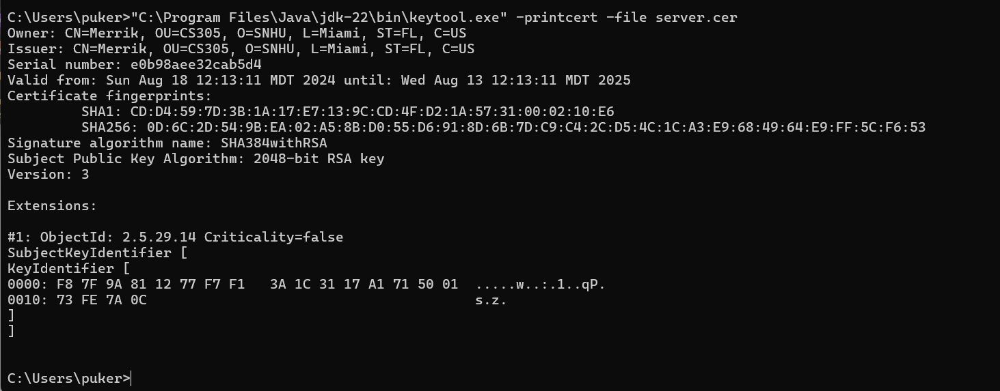 C:\Users\puker>"C:\Program Files\Java\jdk-22\bin\keytool.exe" -printcert -file server.cer
Owner: CN=Merrik, OU=CS305, O=SNHU, L=Miami, ST=FL, C=US
Issuer: CN=Merrik, OU=CS305, O=SNHU, L=Miami, ST=FL, C=US
Serial number: e0b98aee32cab5d4
Valid from: Sun Aug 18 12:13:11 MDT 2024 until: Wed Aug 13 12:13:11 MDT 2025
Certificate fingerprints:
         SHA1: CD:D4:59:7D:3B:1A:17:E7:13:9C:CD:4F:D2:1A:57:31:00:02:10:E6
         SHA256: 0D:6C:2D:54:9B:EA:02:A5:8B:D0:55:D6:91:8D:6B:7D:C9:C4:2C:D5:4C:1C:A3:E9:68:49:64:E9:FF:5C:F6:53
Signature algorithm name: SHA384withRSA
Subject Public Key Algorithm: 2048-bit RSA key
Version: 3

Extensions:

#1: ObjectId: 2.5.29.14 Criticality=false
SubjectKeyIdentifier [
KeyIdentifier [
0000: F8 7F 9A 81 12 77 F7 F1   3A 1C 31 17 A1 71 50 01  .....w..:.1..qP.
0010: 73 FE 7A 0C                                        s.z.
]
]

C:\Users\puker>